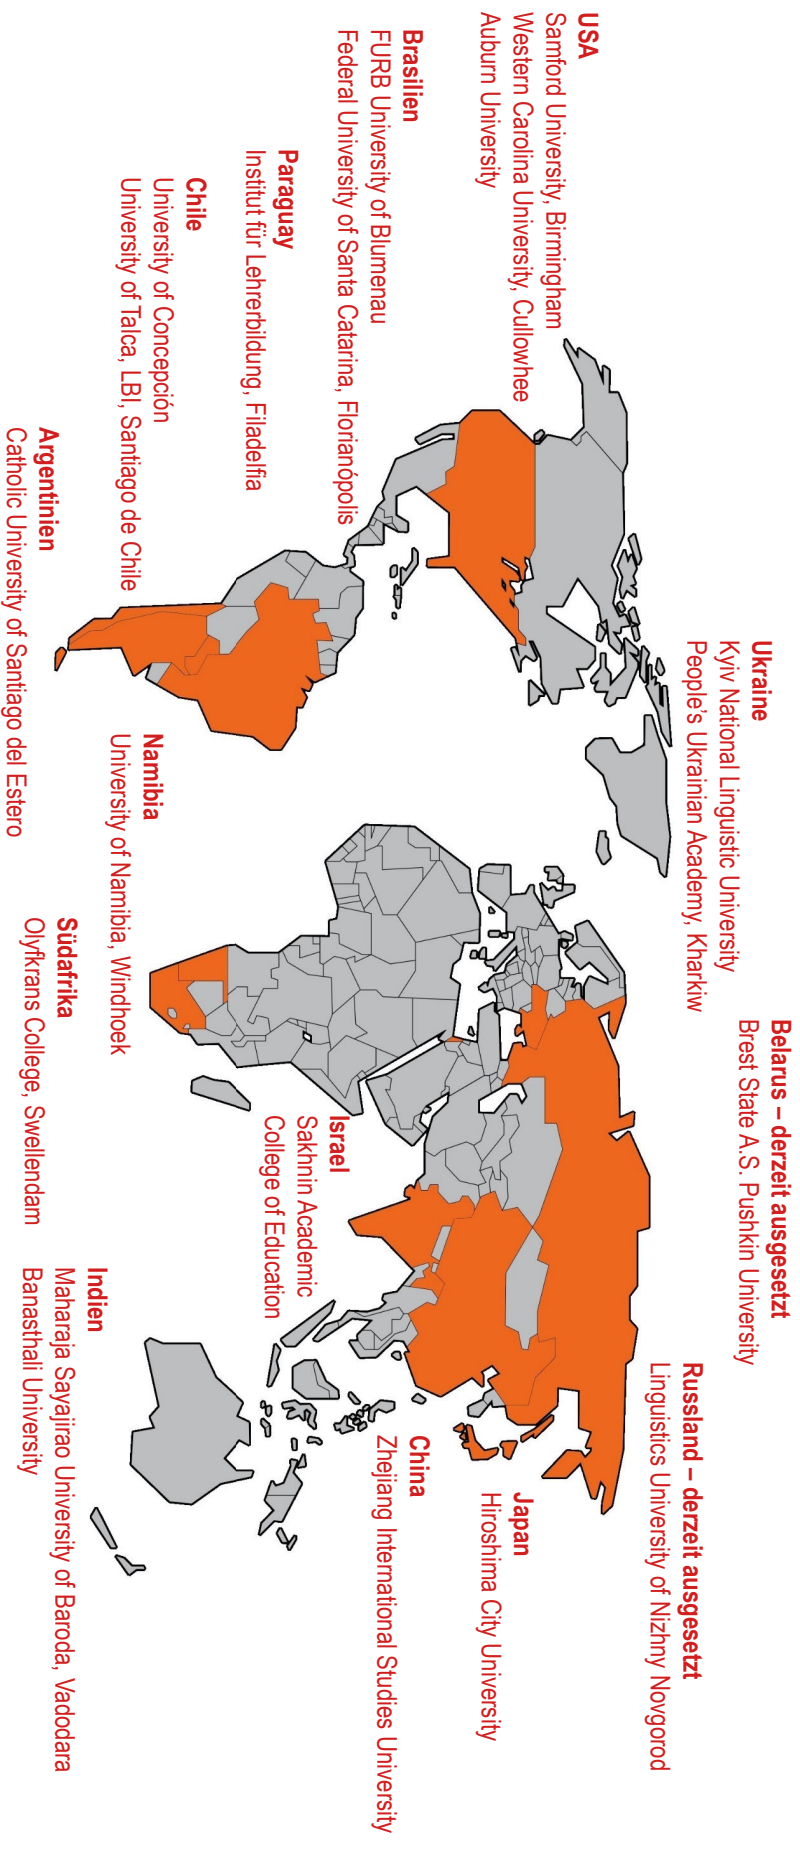 USA
Samford University, Birmingham
Western Carolina University, Cullowhee
Auburn University
Brasilien
FURB University of Blumenau
Federal University of Santa Catarina, Florianópolis
Paraguay
Institut für Lehrerbildung, Filadelfia
Chile
University of Concepción
University of Talca, LBI, Santiago de Chile
Argentinien
Catholic University of Santiago del Estero
Ukraine
Kyiv National Linguistic University
People’s Ukrainian Academy, Kharkiw
Namibia
University of Namibia, Windhoek
Südafrika
Olyfkrans College, Swellendam
Belarus – derzeit ausgesetzt
Brest State A.S. Pushkin University
Israel
Sakhnin Academic
College of Education
Indien
Maharaja Sayajirao University of Baroda, Vadodara
Banasthali University
Russland – derzeit ausgesetzt
Linguistics University of Nizhny Novgorod
Japan
Hiroshima City University
China
Zhejiang International Studies University